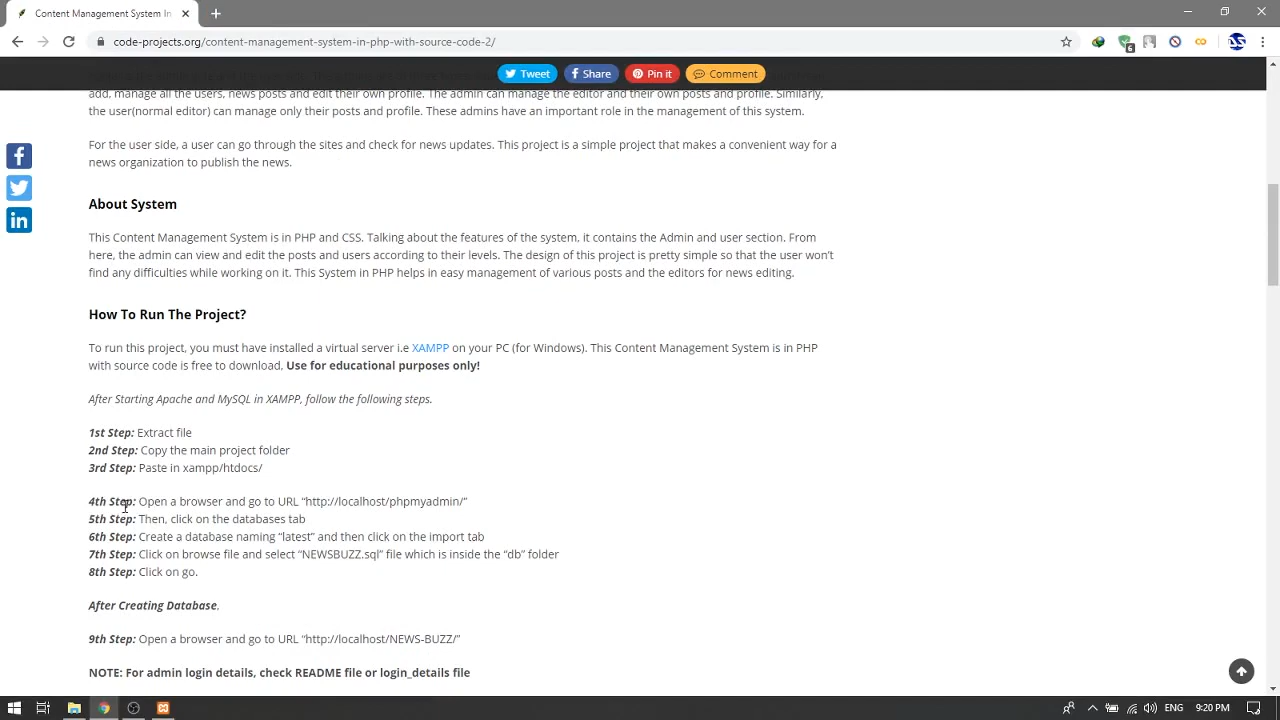 Content Management System In
code-projects.org/content-management-system-in-php-with-source-code-2/
6
Tweet
Share
Pin it
Comment
add, manage all the users, news posts and edit their own profile. The admin can manage the editor and their own posts and profile. Similarly,
the user(normal editor) can manage only their posts and profile. These admins have an important role in the management of this system.
For the user side, a user can go through the sites and check for news updates. This project is a simple project that makes a convenient way for a
news organization to publish the news.
About System
This Content Management System is in PHP and CSS. Talking about the features of the system, it contains the Admin and user section. From
here, the admin can view and edit the posts and users according to their levels. The design of this project is pretty simple so that the user won’t
find any difficulties while working on it. This System in PHP helps in easy management of various posts and the editors for news editing.
How To Run The Project?
To run this project, you must have installed a virtual server i.e XAMPP on your PC (for Windows). This Content Management System is in PHP
with source code is free to download, Use for educational purposes only!
After Starting Apache and MySQL in XAMPP, follow the following steps.
1st Step: Extract file
2nd Step: Copy the main project folder
3rd Step: Paste in xampp/htdocs/
4th Step: Open a browser and go to URL “http://localhost/phpmyadmin/”
5th Step: Then, click on the databases tab
6th Step: Create a database naming “latest” and then click on the import tab
7th Step: Click on browse file and select “NEWSBUZZ.sql” file which is inside the “db” folder
8th Step: Click on go.
After Creating Database,
9th Step: Open a browser and go to URL “http://localhost/NEWS-BUZZ/”
NOTE: For admin login details, check README file or login_details file
ENG
9:20 PM